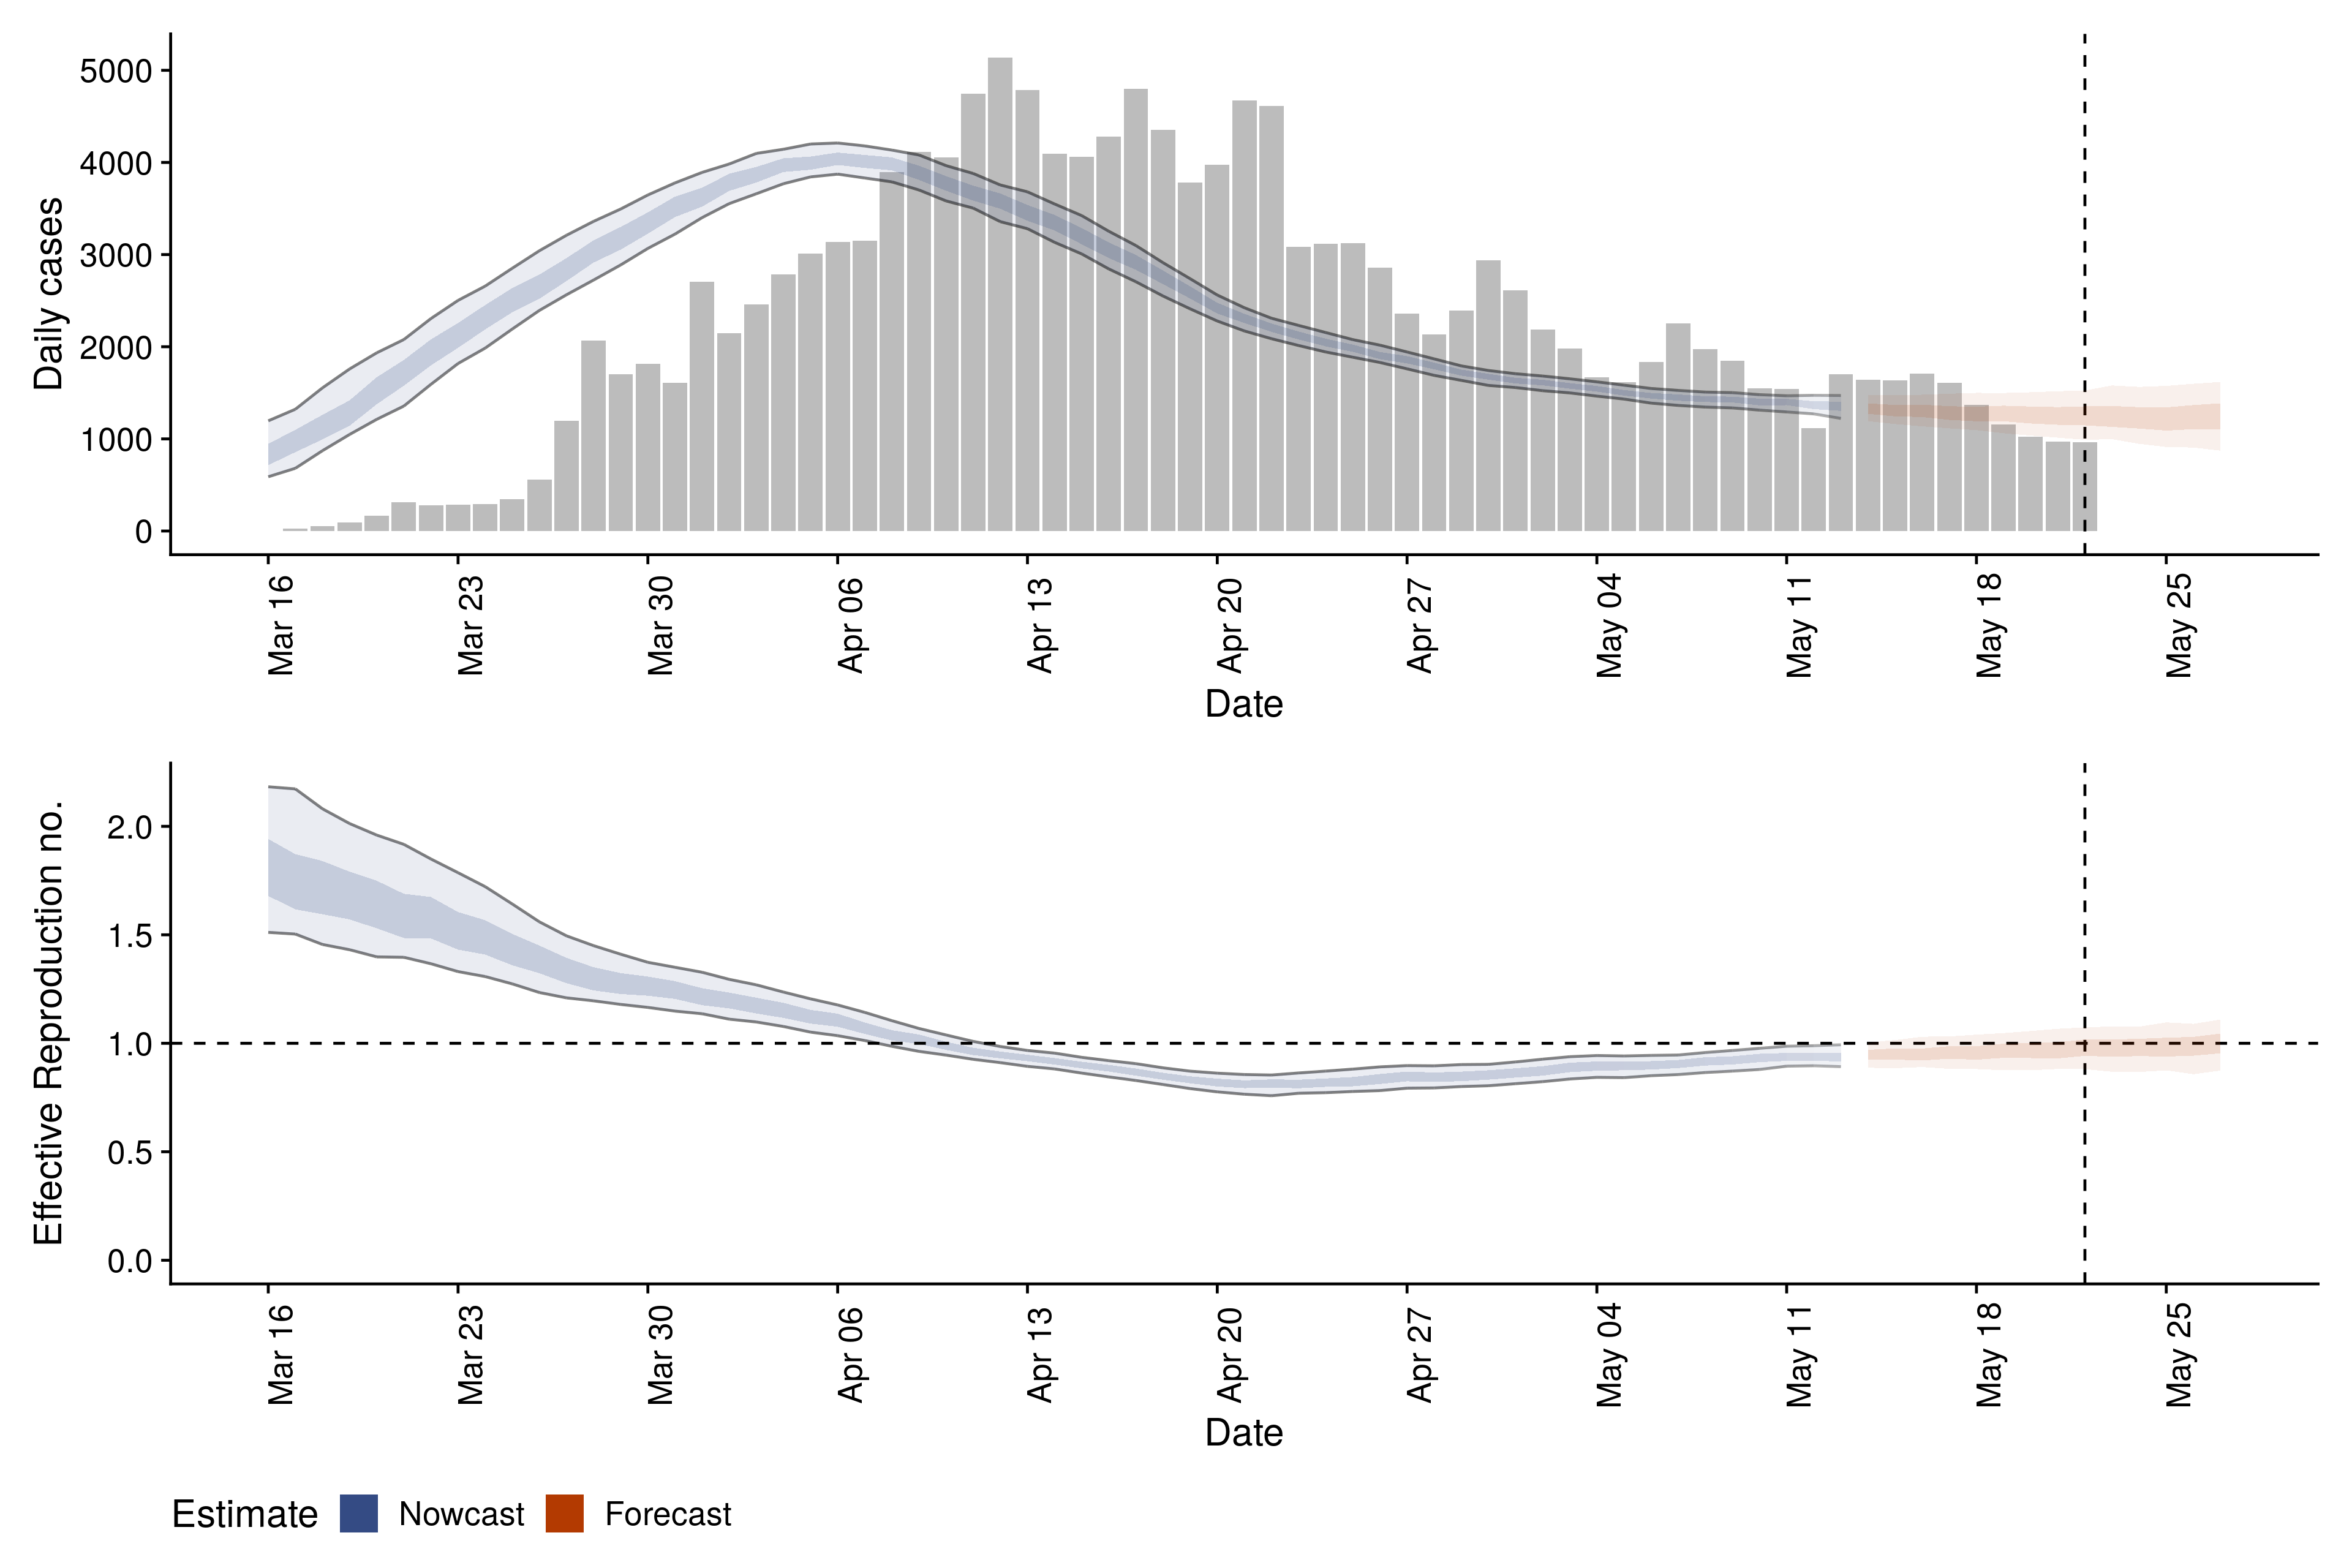 Daily cases
5000
4000
3000
2000
1000
0
Mar 16
Mar 23
Mar 30
Apr 06
Apr 13
Apr 20
Apr 27
May 04
May 11
May 18
May 25
Date
Effective Reproduction no.
2.0
1.5
1.0
0.5
0.0
Mar 16
Mar 23
Mar 30
Apr 06
Apr 13
Apr 20
Apr 27
May 04
May 11
May 18
May 25
Date
Estimate Nowcast Forecast